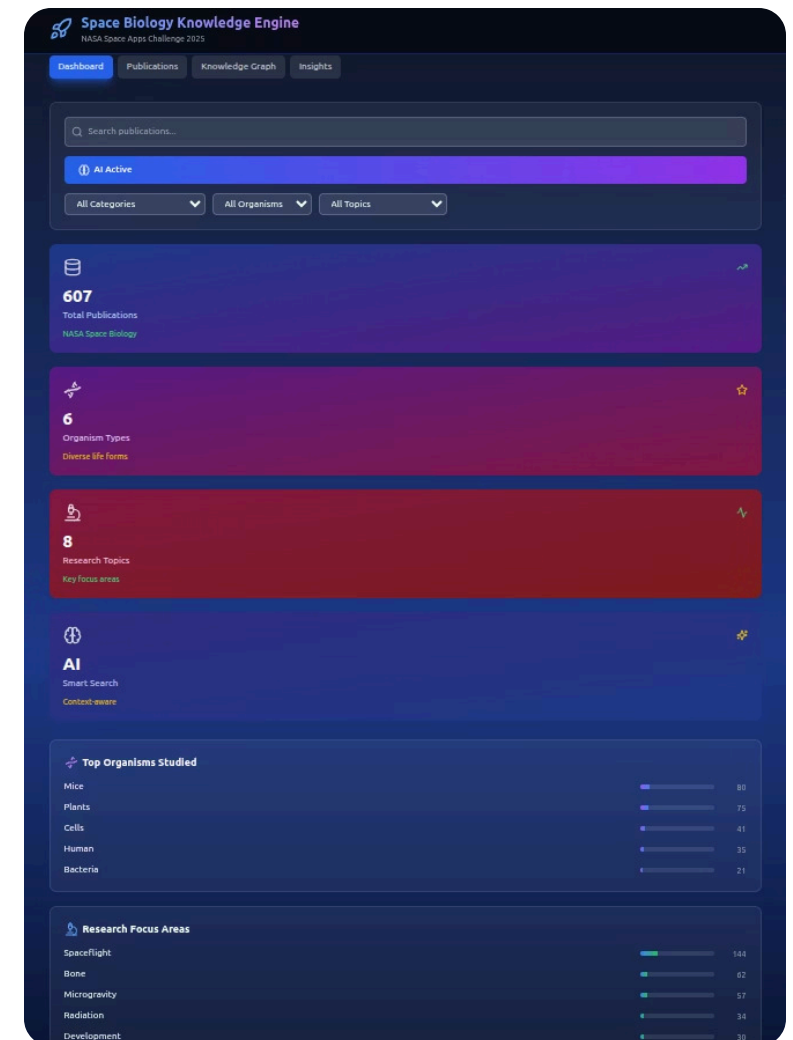 Space Biology Knowledge Engine
NASA Space Apps Challenge 2025
Dashboard Publications Knowledge Graph Insights
Search publications...
AI Active
All Categories All Organisms All Topics
607
Total Publications
NASA Space Biology
6
Organism Types
Diverse life forms
8
Research Topics
Key focus areas
AI
Smart Search
Context-aware
Top Organisms Studied
Mice 80
Plants 75
Cells 41
Human 35
Bacteria 21
Research Focus Areas
Spaceflight 144
Bone 62
Microgravity 57
Radiation 34
Development 30